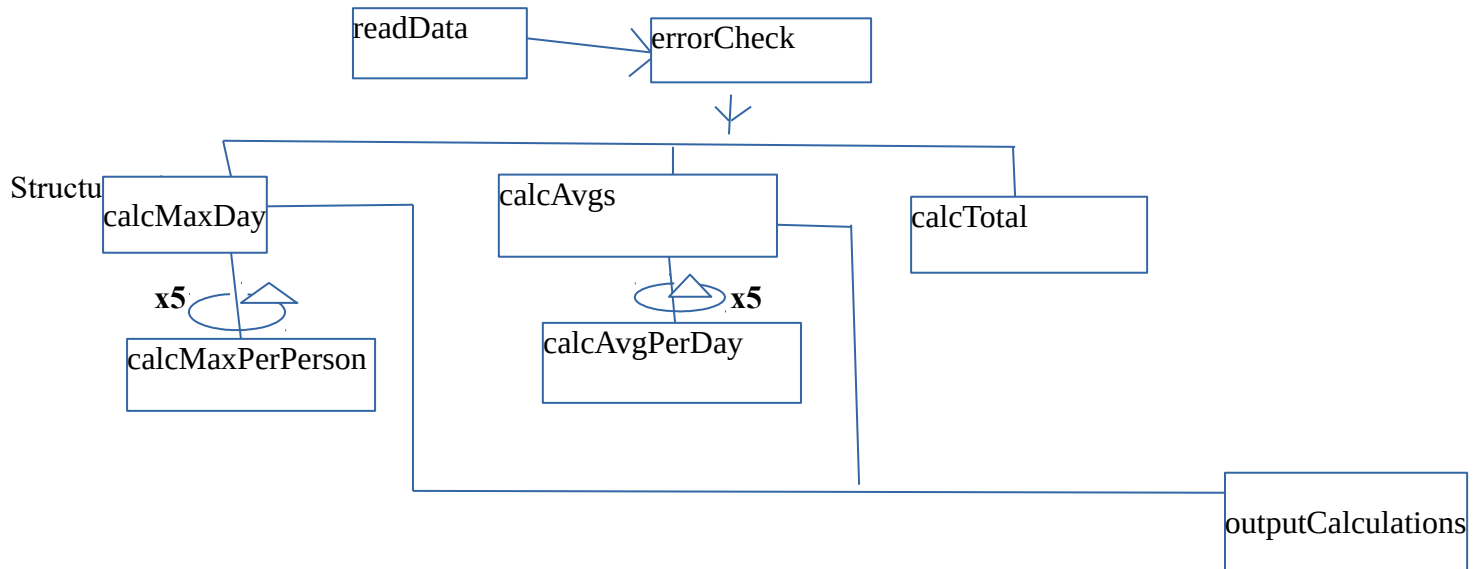 readData
errorCheck
Structu
calcMaxDay
calcAvgs
calcTotal
x5
x5
calcMaxPerPerson
calcAvgPerDay
outputCalculations